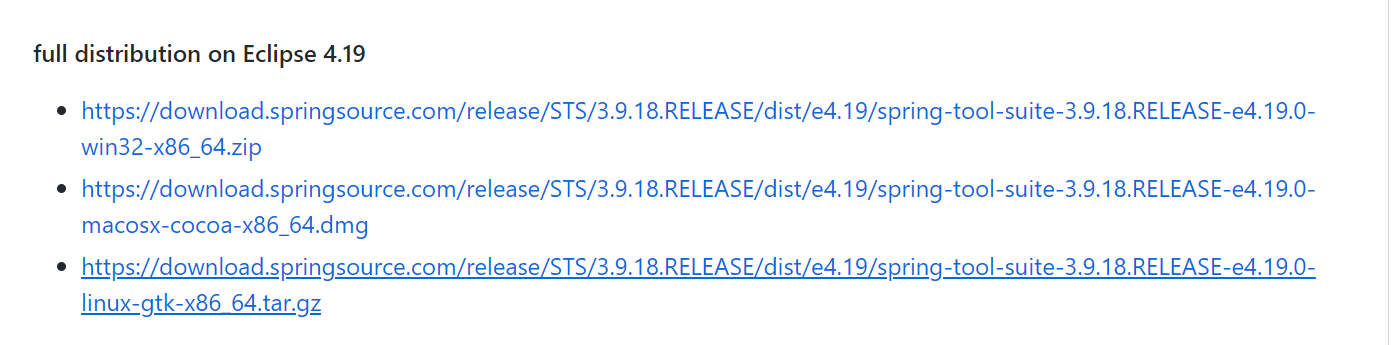 full distribution on Eclipse 4.19
https://download.springsource.com/release/STS/3.9.18.RELEASE/dist/e4.19/spring-tool-suite-3.9.18.RELEASE-e4.19.0-
win32-x86_64.zip
https://download.springsource.com/release/STS/3.9.18.RELEASE/dist/e4.19/spring-tool-suite-3.9.18.RELEASE-e4.19.0-
macosx-cocoa-x86_64.dmg
https://download.springsource.com/release/STS/3.9.18.RELEASE/dist/e4.19/spring-tool-suite-3.9.18.RELEASE-e4.19.0-
linux-gtk-x86_64.tar.gz